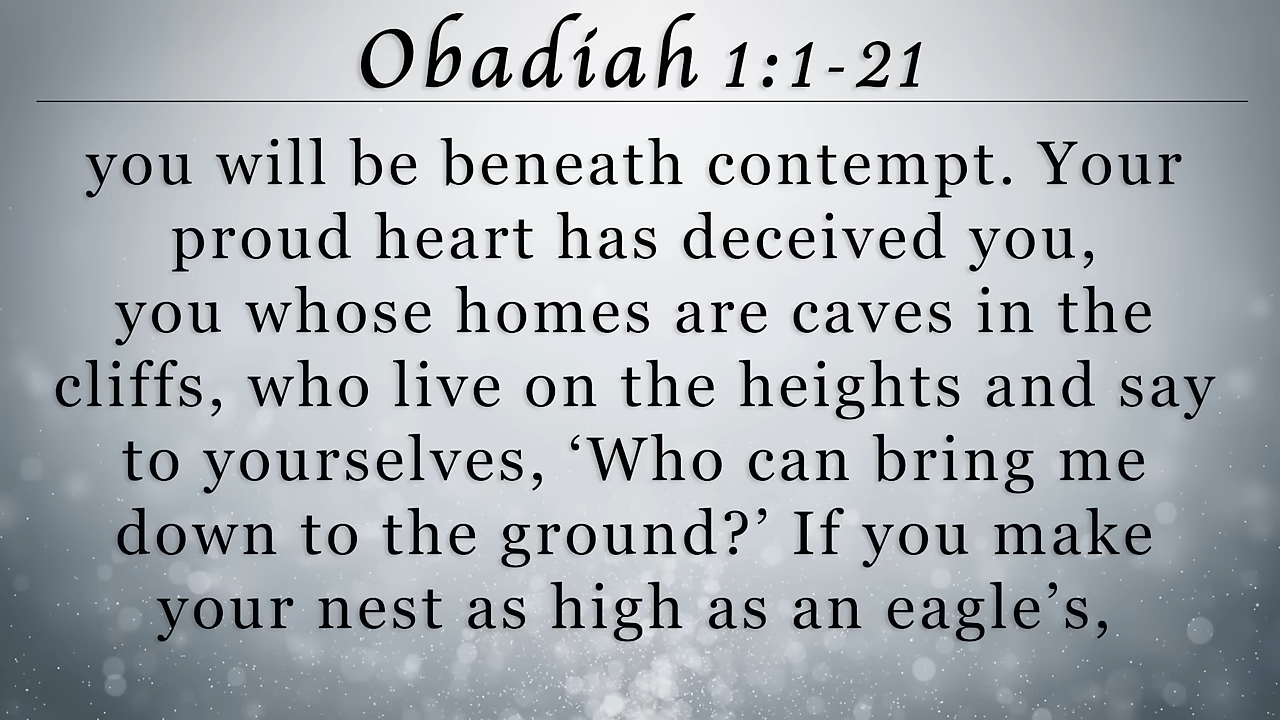 Obadiah 1:1-21
you will be beneath contempt. Your
proud heart has deceived you,
you whose homes are caves in the
cliffs, who live on the heights and say
to yourselves, ‘Who can bring me
down to the ground?’ If you make
your nest as high as an eagle’s,